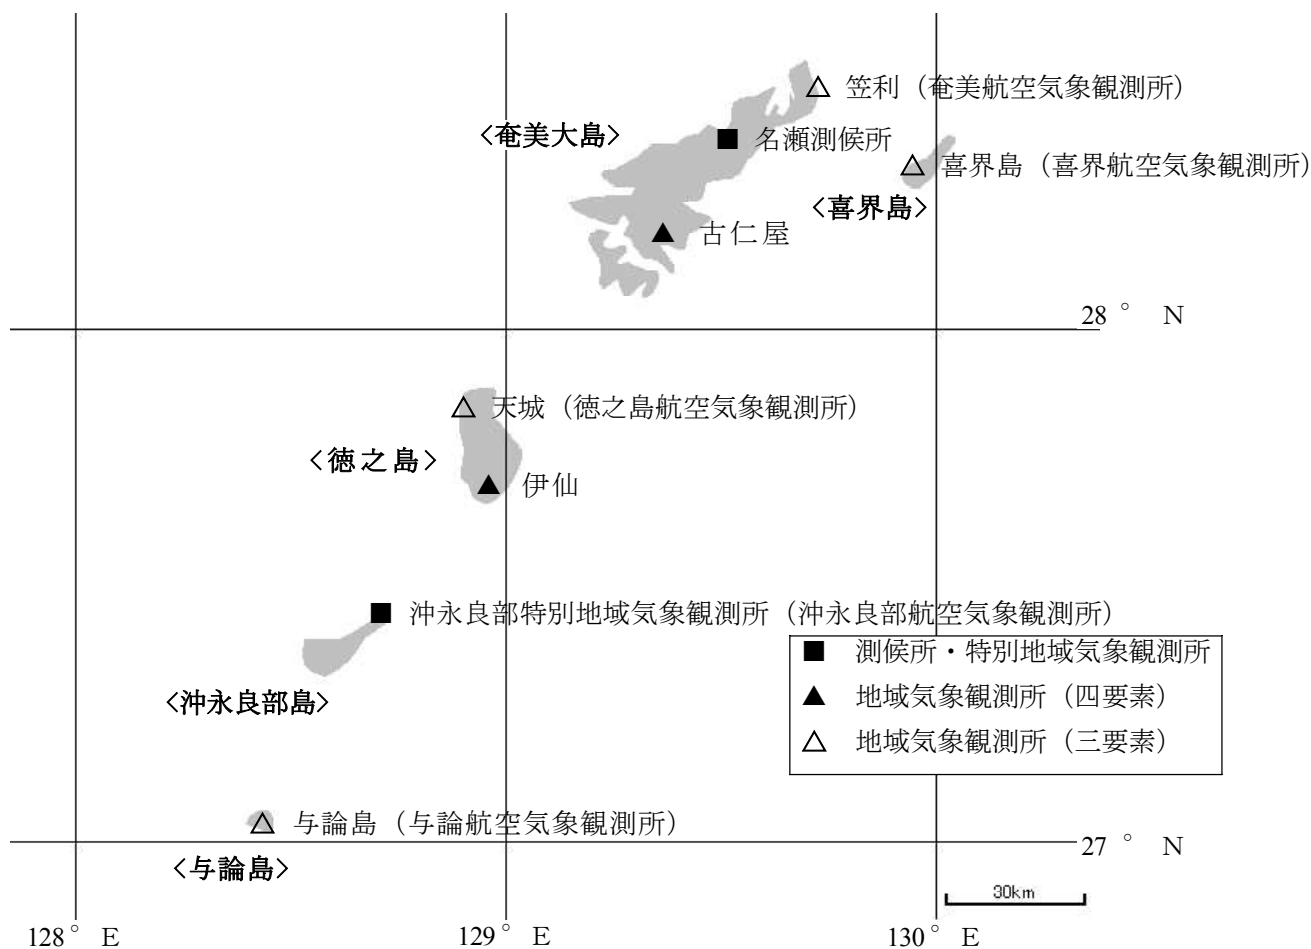 笠利（奄美航空気象観測所）
<奄美大島>
名瀬測候所
喜界島（喜界航空気象観測所）
<喜界島>
古仁屋
28° N
天城（徳之島航空気象観測所）
<徳之島>
伊仙
沖永良部特別地域気象観測所（沖永良部航空気象観測所）
■ 測候所・特別地域気象観測所
<沖永良部島>
▲ 地域気象観測所（四要素）
△ 地域気象観測所（三要素）
与論島（与論航空気象観測所）
27° N
<与論島>
30km
128° E
129° E
130° E